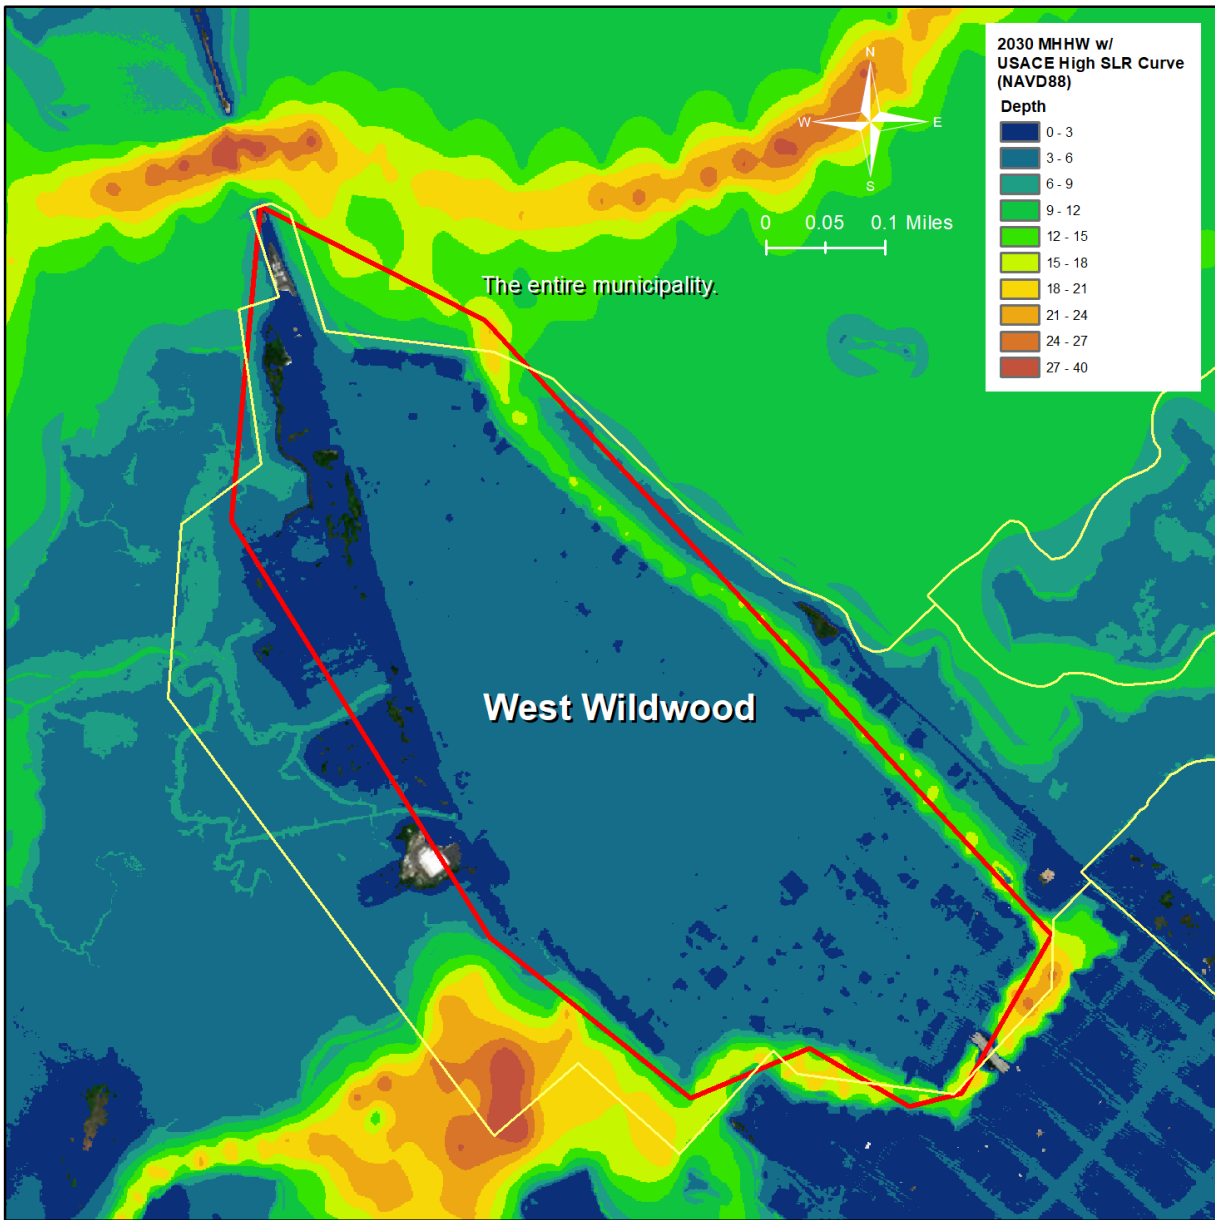 2030 MHHW w/
USACE High SLR Curve
(NAVD88)
Depth
0 - 3
3 - 6
6 - 9
9 - 12
12 - 15
15 - 18
18 - 21
21 - 24
24 - 27
27 - 40
N
W E
S
0 0.05 0.1 Miles
The entire municipality.
West Wildwood